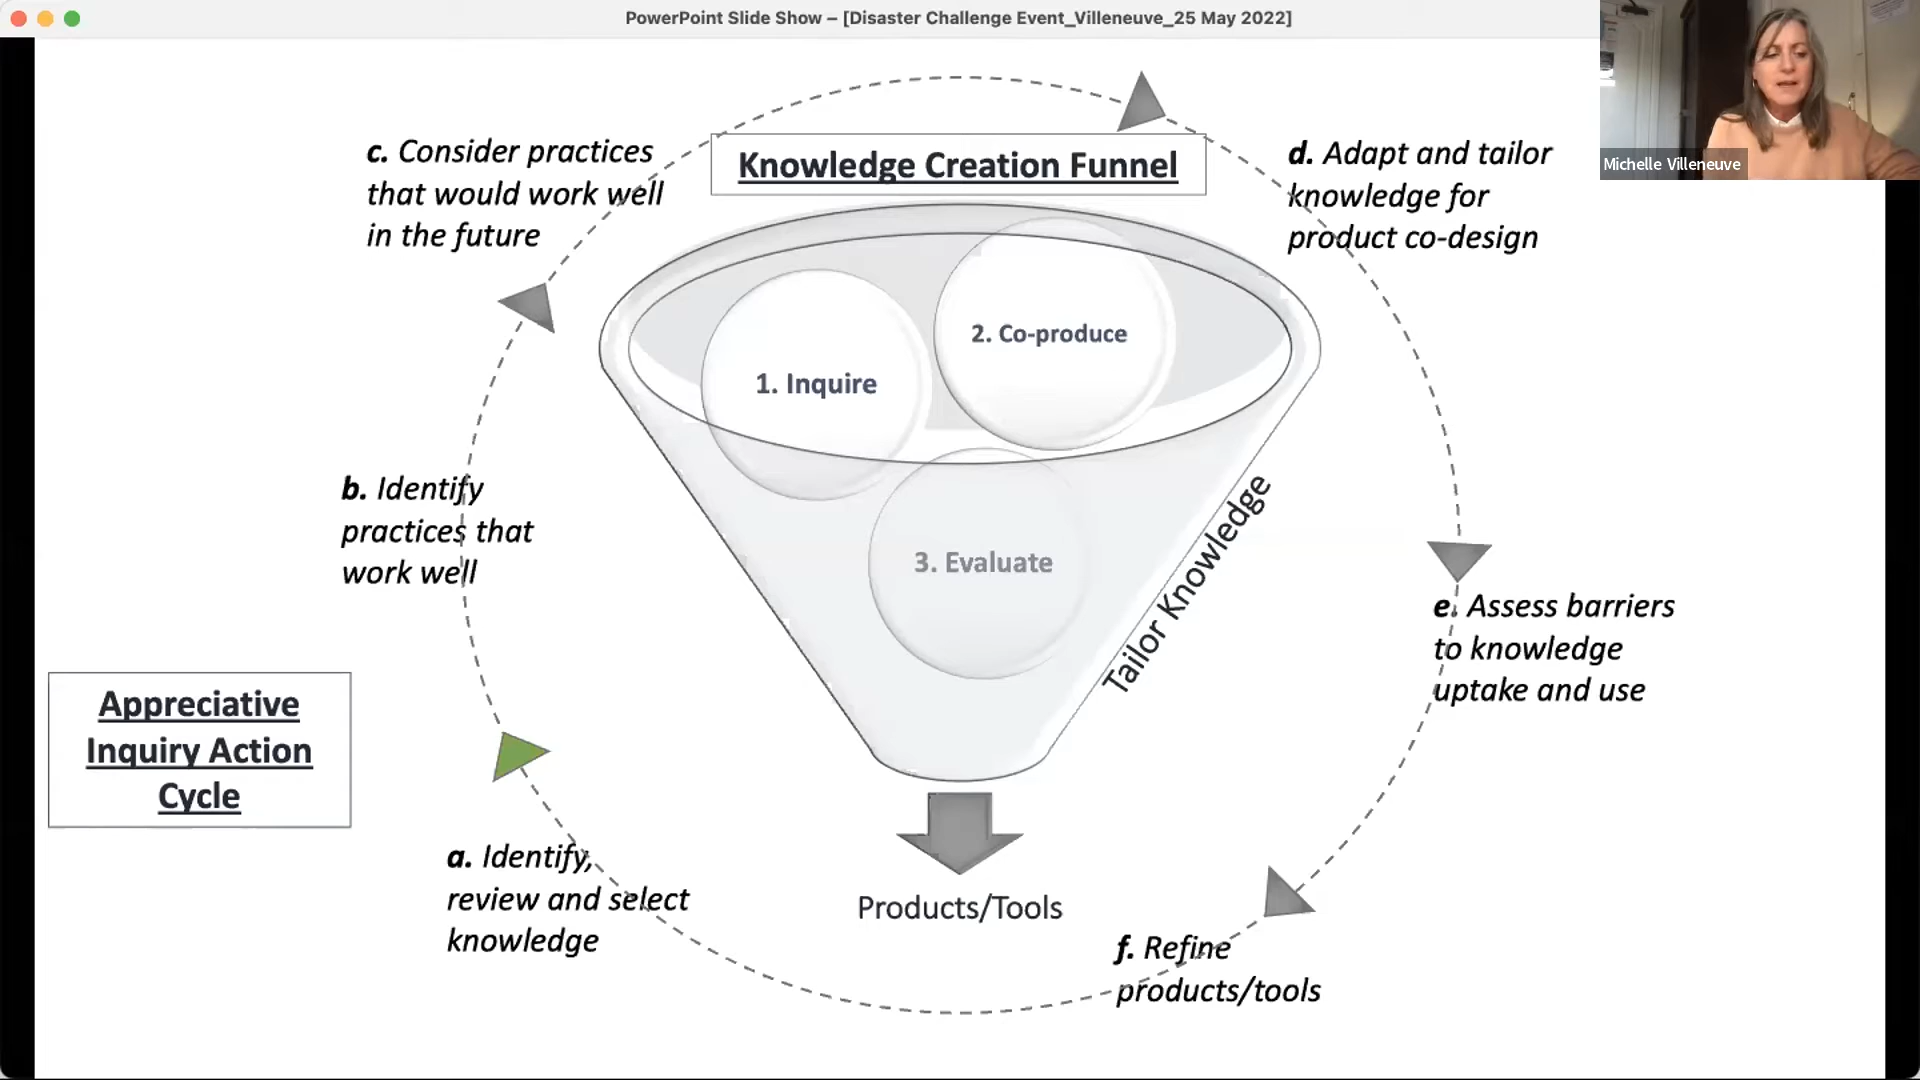 PowerPoint Slide Show – [Disaster Challenge Event_Villeneuve_25 May 2022]
Michelle Villeneuve
Knowledge Creation Funnel
c. Consider practices
that would work well
in the future
d. Adapt and tailor
knowledge for
product co-design
2. Co-produce
1. Inquire
3. Evaluate
Tailor Knowledge
b. Identify
practices that
work well
e. Assess barriers
to knowledge
uptake and use
Appreciative
Inquiry Action
Cycle
a. Identify,
review and select
knowledge
Products/Tools
f. Refine
products/tools